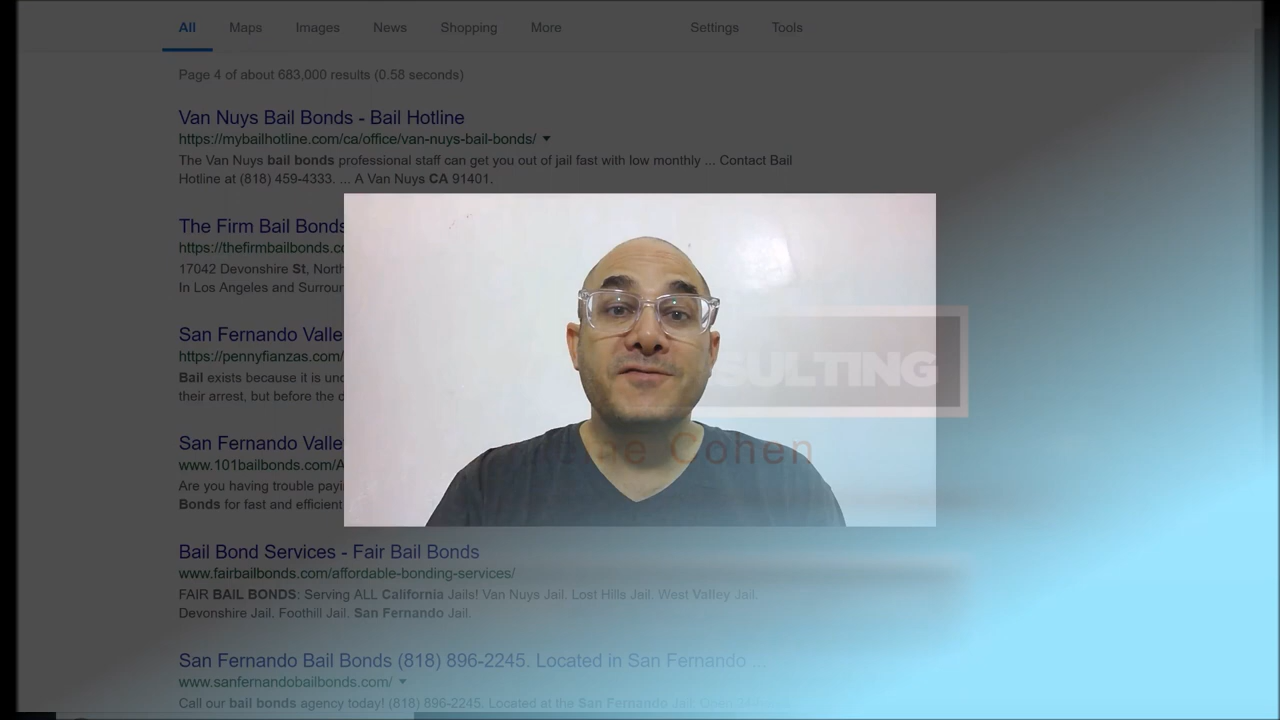 All Maps Images News Shopping More Settings Tools
Page 4 of about 683,000 results (0.58 seconds)
Van Nuys Bail Bonds - Bail Hotline
https://mybailhotline.com/ca/office/van-nuys-bail-bonds/
The Van Nuys bail bonds professional staff can get you out of jail fast with low monthly ... Contact Bail
Hotline at (818) 459-4333. ... A Van Nuys CA 91401.
The Firm Bail Bonds
https://thefirmbailbonds.co
17042 Devonshire St, North
In Los Angeles and Surrour
San Fernando Valle
https://pennyfianzas.com/
Bail exists because it is unc
their arrest, but before the c
SULTING
San Fernando Valle
Cohen
www.101bailbonds.com/A
Are you having trouble payi
Bonds for fast and efficient
Bail Bond Services - Fair Bail Bonds
www.fairbailbonds.com/affordable-bonding-services/
FAIR BAIL BONDS: Serving ALL California Jails! Van Nuys Jail. Lost Hills Jail. West Valley Jail.
Devonshire Jail. Foothill Jail. San Fernando Jail.
San Fernando Bail Bonds (818) 896-2245. Located in San Fernando ...
www.sanfernandobailbonds.com/
Call our bail bonds agency today! (818) 896-2245. Located at the San Fernando Jail. Open 24